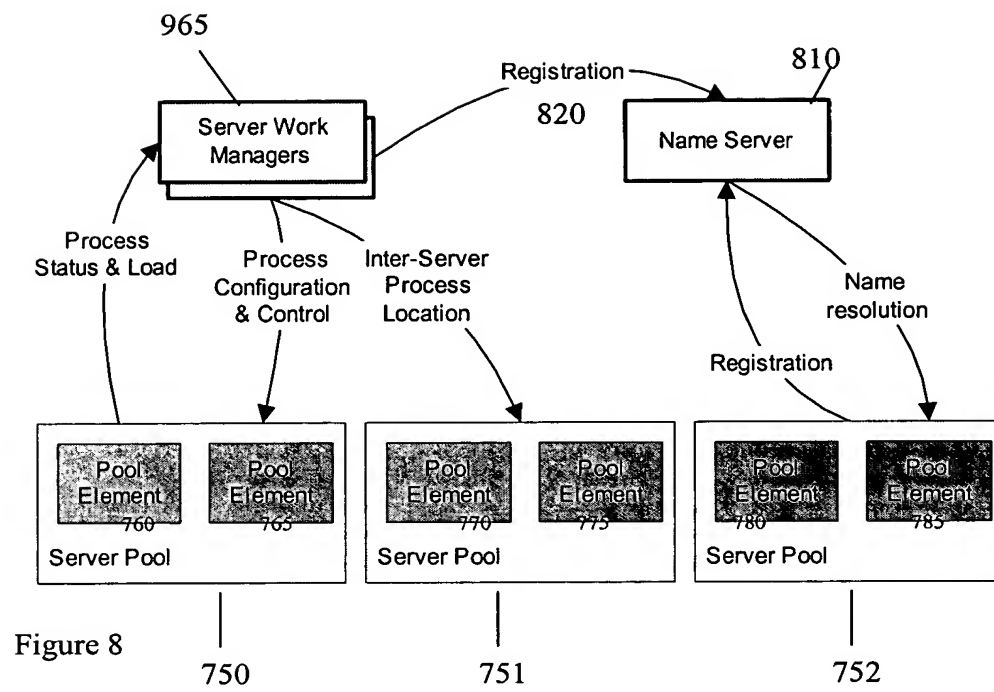 965
810
Registration
820
Server Work
Managers
Name Server
Process
Status & Load
Process
Configuration
& Control
Inter-Server
Process
Location
Name
resolution
Registration
Pool
Element
760
Pool
Element
765
Server Pool
Pool
Element
770
Pool
Element
775
Server Pool
Pool
Element
780
Pool
Element
785
Server Pool
Figure 8
750
751
752